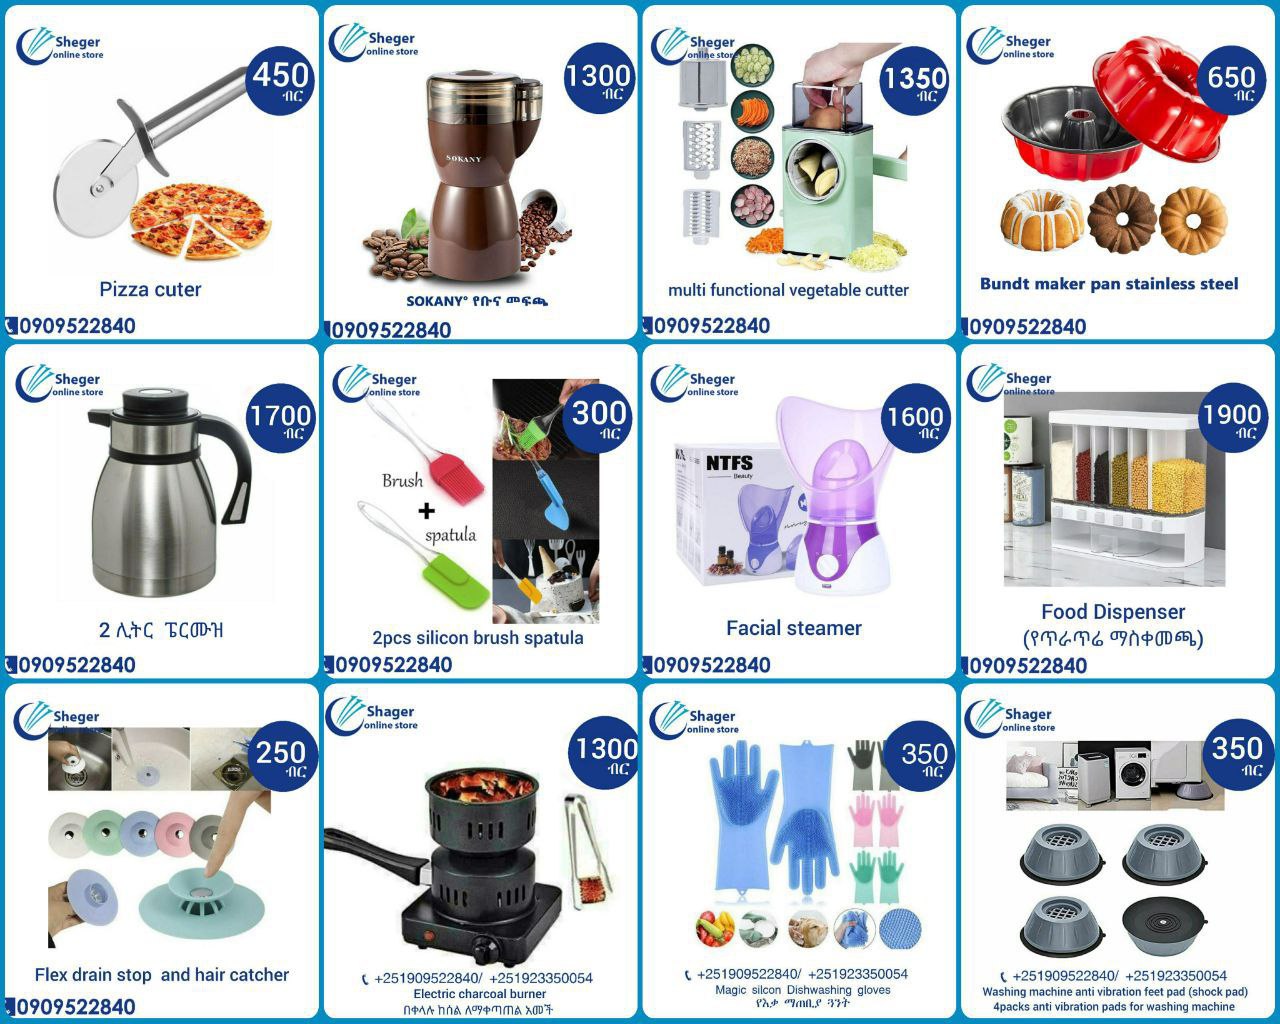 Sheger
online store
450
ብር
Pizza cuter
0909522840
Sheger
online store
1300
ብር
SOKANY
SOKANY° የቡና መፍጫ
0909522840
Sheger
online store
1350
ብር
multi functional vegetable cutter
0909522840
Sheger
online store
650
ብር
Bundt maker pan stainless steel
0909522840
Sheger
online store
1700
ብር
2 ሊትር ፔርሙዝ
0909522840
Sheger
online store
300
ብር
Brush
+
spatula
2pcs silicon brush spatula
0909522840
Sheger
online store
1600
ብር
NTFS
Beauty
Facial steamer
0909522840
Sheger
online store
1900
ብር
Food Dispenser
(የጥራጥሬ ማስቀመጫ)
0909522840
Sheger
250
ብር
Flex drain stop and hair catcher
0909522840
Shager
online store
1300
ብር
+251909522840/ +251923350054
Electric charcoal burner
በቀላሉ ከሰል ለማቀጣጠል አመች
Shager
online store
350
ብር
+251909522840/ +251923350054
Magic silcon Dishwashing gloves
የእቃ ማጠቢያ ጓንት
Shager
online store
350
ብር
+251909522840/ +251923350054
Washing machine anti vibration feet pad (shock pad)
4packs anti vibration pads for washing machine